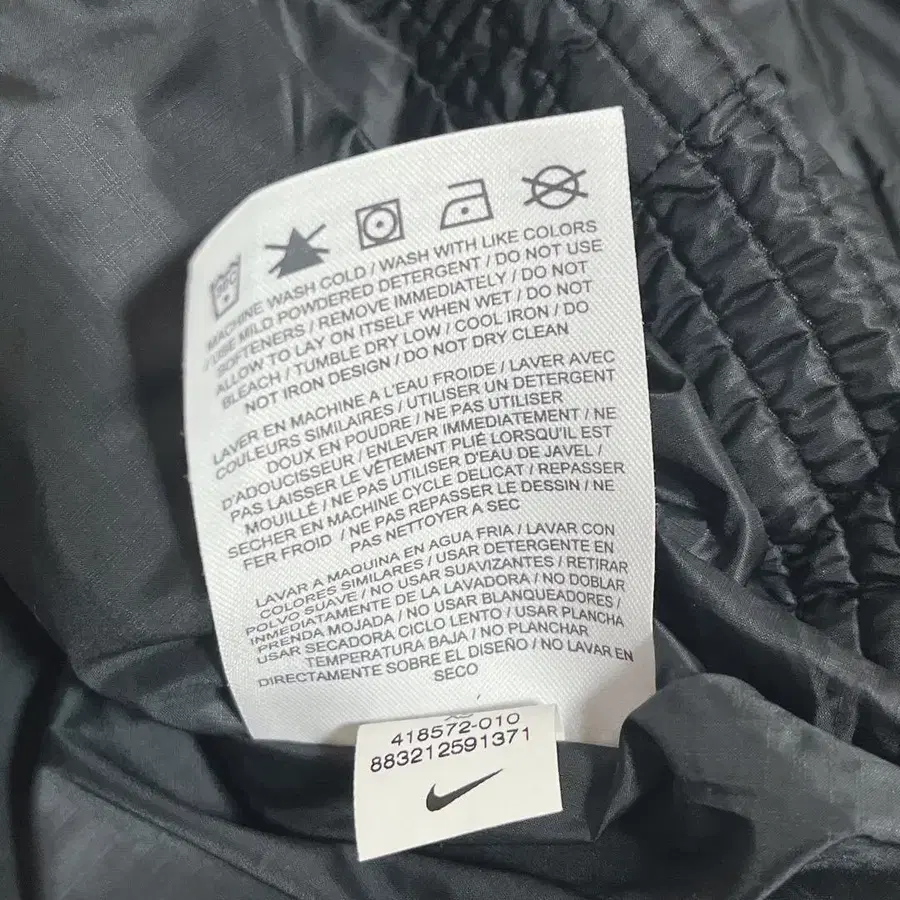 MACHINE WASH COLD / WASH WITH LIKE COLORS
/ USE MILD POWDERED DETERGENT / DO NOT USE
SOFTENERS / REMOVE IMMEDIATELY / DO NOT
ALLOW TO LAY ON ITSELF WHEN WET / DO NOT
BLEACH / TUMBLE DRY LOW / COOL IRON / DO
NOT IRON DESIGN / DO NOT DRY CLEAN
LAVER EN MACHINE A L'EAU FROIDE / LAVER AVEC
COULEURS SIMILAIRES / UTILISER UN DETERGENT
DOUX EN POUDRE / NE PAS UTILISER
D'ADOUCISSEUR / ENLEVER IMMEDIATEMENT / NE
PAS LAISSER LE VÊTEMENT PLIÉ LORSQU'IL EST
MOUILLÉ / NE PAS UTILISER D'EAU DE JAVEL /
SECHER EN MACHINE CYCLE DELICAT / REPASSER
FER FROID / NE PAS REPASSER LE DESSIN / NE
PAS NETTOYER A SEC
LAVAR A MAQUINA EN AGUA FRIA / LAVAR CON
COLORES SIMILARES / USAR DETERGENTE EN
POLVO SUAVE / NO USAR SUAVIZANTES / RETIRAR
INMEDIATAMENTE DE LA LAVADORA / NO DOBLAR
PRENDA MOJADA / NO USAR BLANQUEADORES /
USAR SECADORA CICLO LENTO / USAR PLANCHA
TEMPERATURA BAJA / NO PLANCHAR
DIRECTAMENTE SOBRE EL DISEÑO / NO LAVAR EN
SECO
418572-010
883212591371